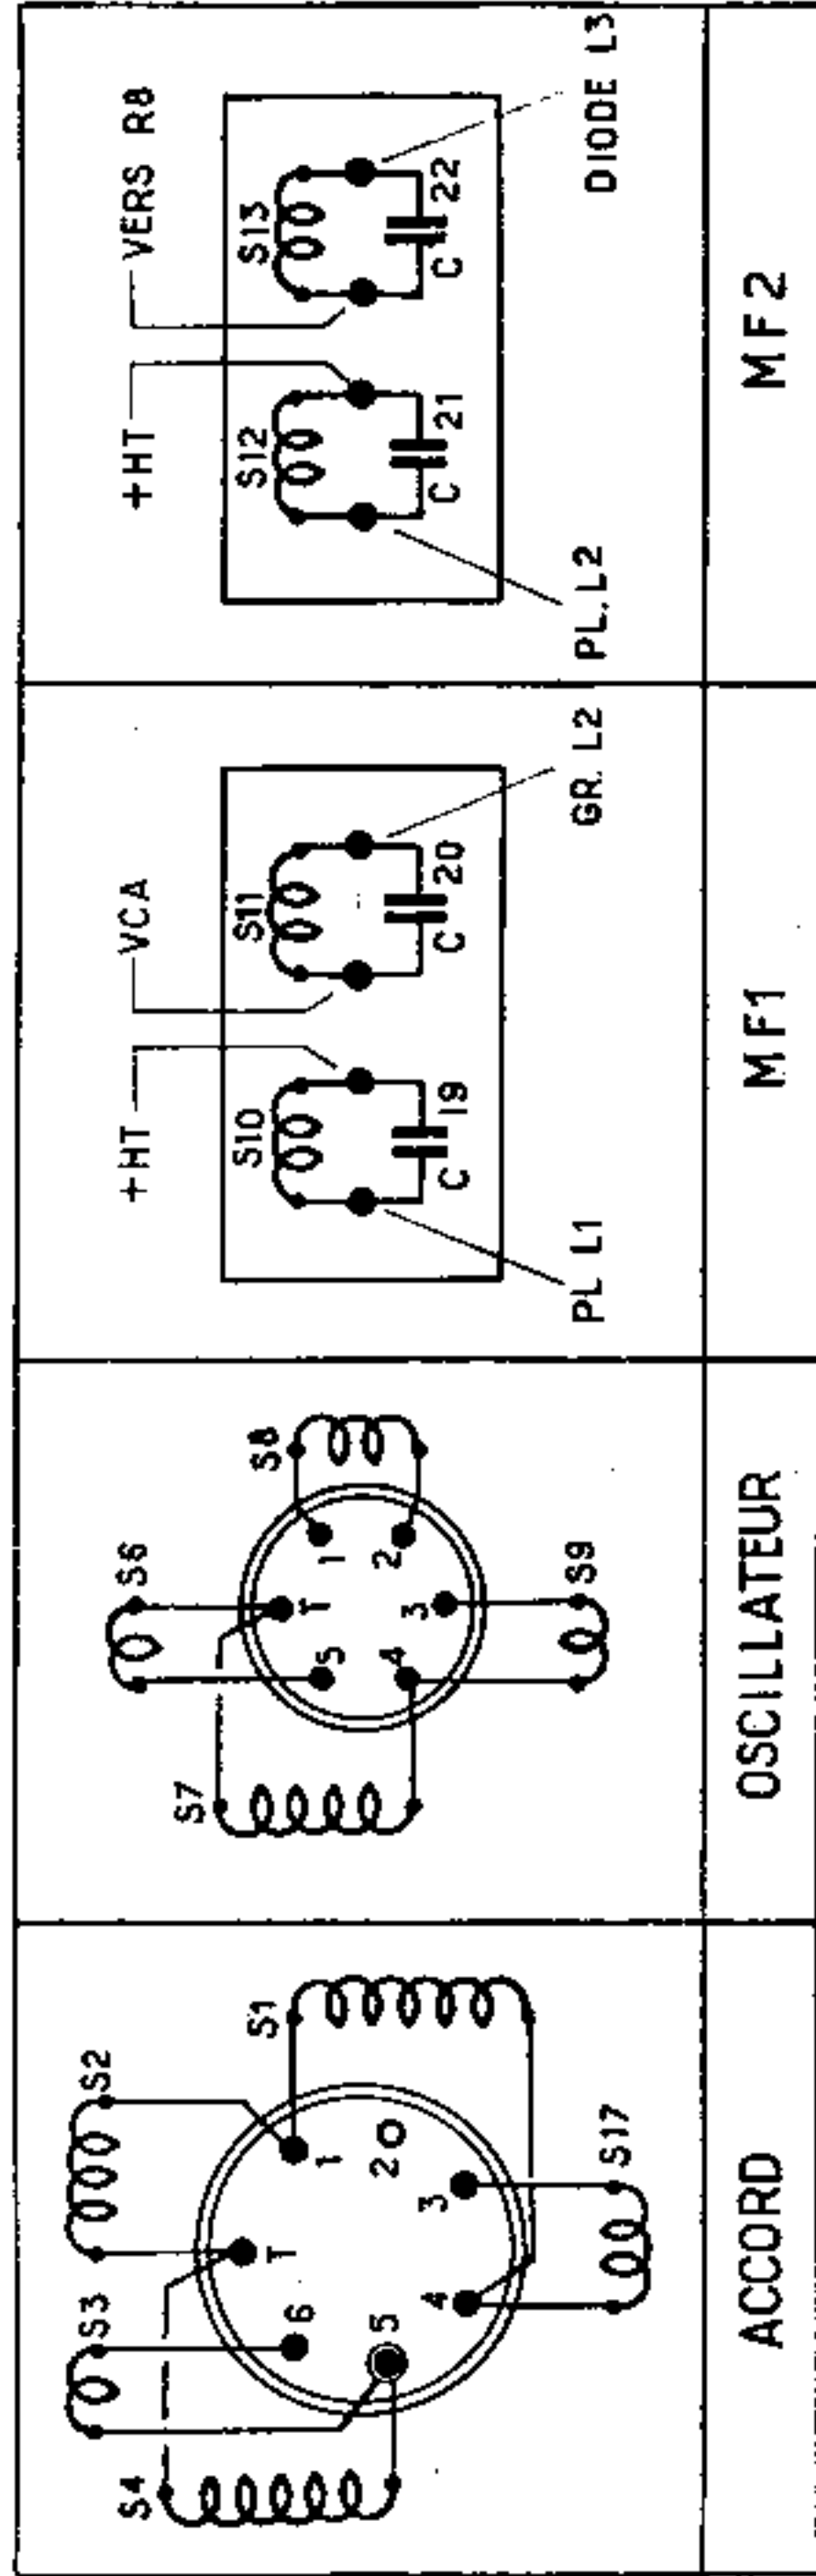 S4
S3
S2
S1
T
1
2
3
4
5
6
S17
ACCORD
S7
S6
S8
T
1
2
3
4
5
S9
OSCILLATEUR
+HT
VCA
S10
S11
C 19
C 20
PL L1
GR. L2
MF1
+HT
VERS R8
S12
S13
C 21
C 22
PL. L2
DIODE L3
MF2